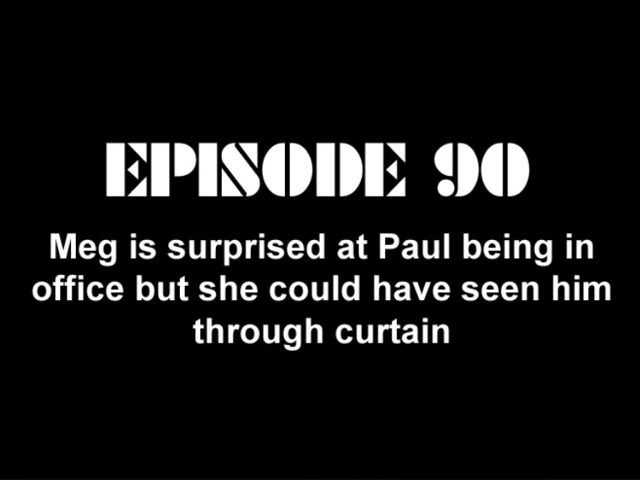 EPISODE 90
Meg is surprised at Paul being in
office but she could have seen him
through curtain